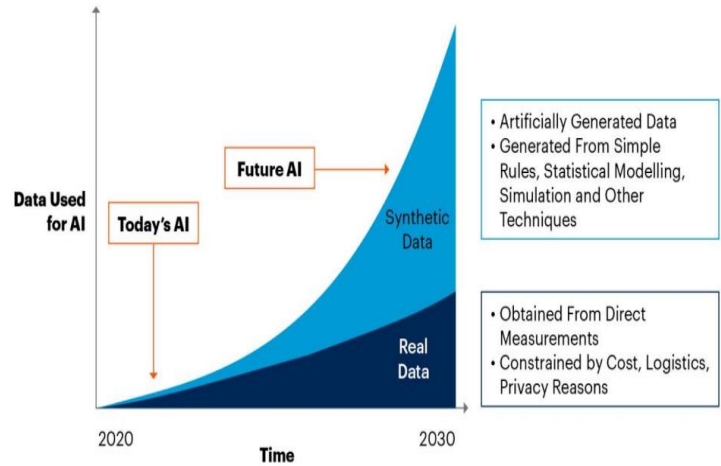 Data Used
for AI
Today's AI
Future AI
Synthetic
Data
Real
Data
2020
2030
Time
• Artificially Generated Data
• Generated From Simple
Rules, Statistical Modelling,
Simulation and Other
Techniques
• Obtained From Direct
Measurements
• Constrained by Cost, Logistics,
Privacy Reasons